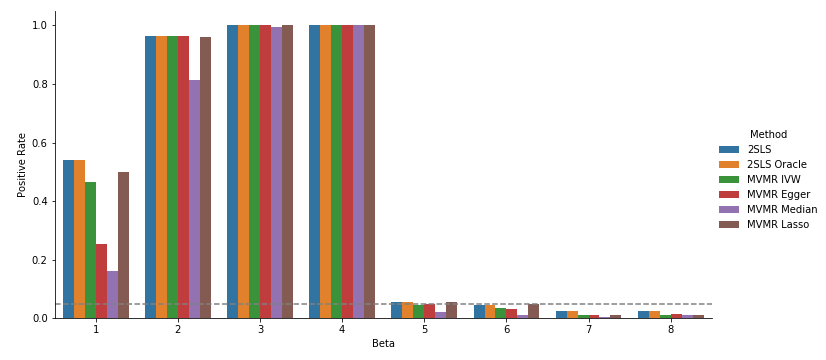 1.0
0.8
0.6
0.4
0.2
0.0
Positive Rate
1 2 3 4 5 6 7 8
Beta
Method
2SLS
2SLS Oracle
MVMR IVW
MVMR Egger
MVMR Median
MVMR Lasso